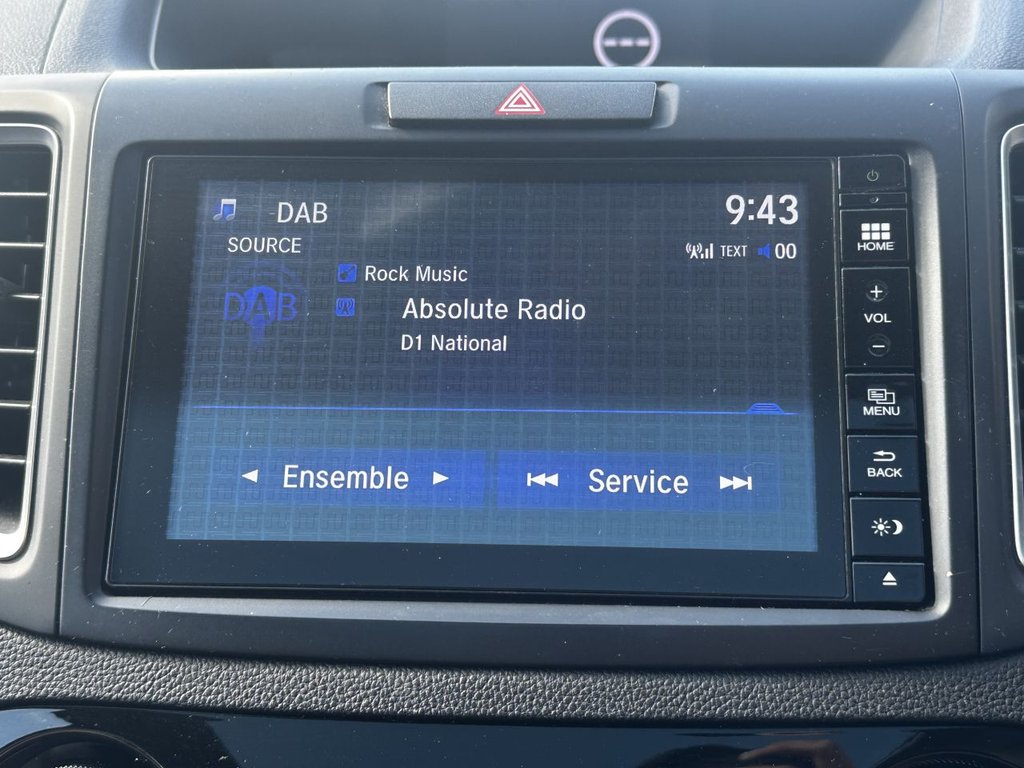 DAB
9:43
SOURCE
TEXT 00
Rock Music
DAB
Absolute Radio
D1 National
Ensemble
Service
HOME
+
VOL
−
MENU
BACK